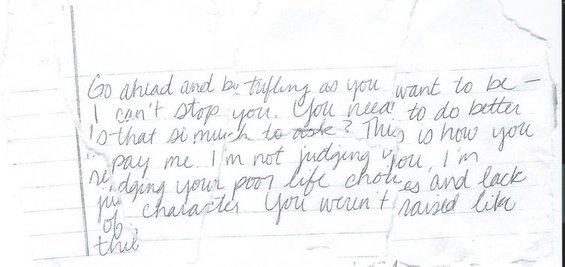 Go ahead and be trifling as you want to be –
I can't stop you. You need to do better
Is that so much to ask? This is how you
repay me. I'm not judging you, I'm
judging your poor life choices and lack
of character. You weren't raised like
this.